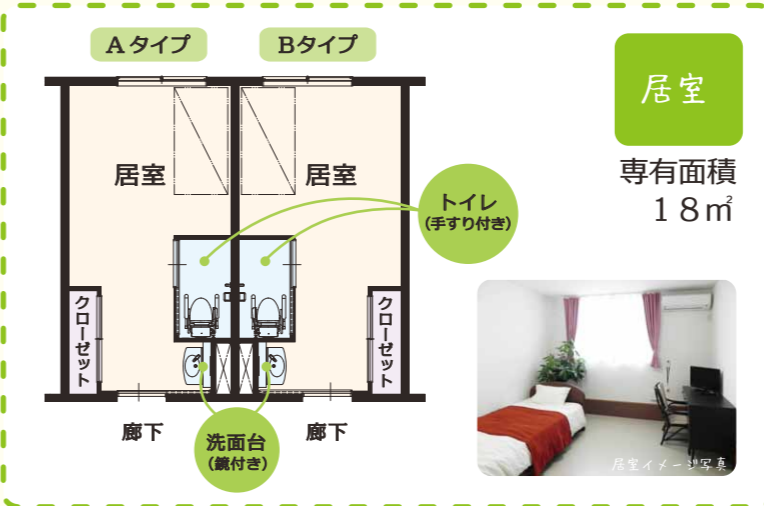 Aタイプ
Bタイプ
居室
専有面積
18㎡
居室
居室
トイレ
(手すり付き)
クローゼット
クローゼット
廊下
洗面台
(鏡付き)
廊下
居室イメージ写真